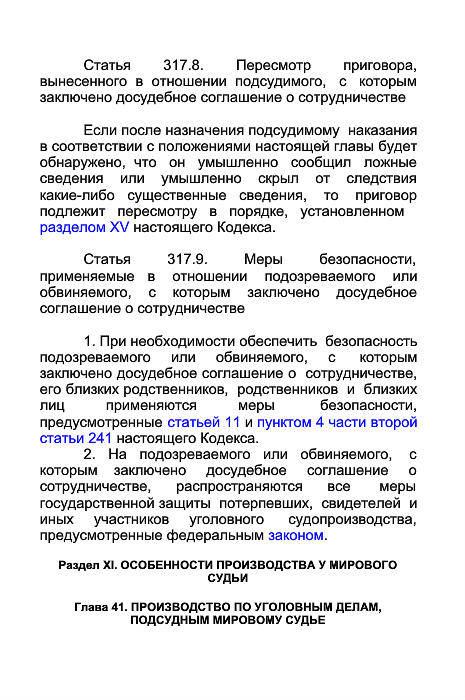 Статья 317.8. Пересмотр приговора,
вынесенного в отношении подсудимого, с которым
заключено досудебное соглашение о сотрудничестве
Если после назначения подсудимому наказания
в соответствии с положениями настоящей главы будет
обнаружено, что он умышленно сообщил ложные
сведения или умышленно скрыл от следствия
какие-либо существенные сведения, то приговор
подлежит пересмотру в порядке, установленном
разделом XV настоящего Кодекса.
Статья 317.9. Меры безопасности,
применяемые в отношении подозреваемого или
обвиняемого, с которым заключено досудебное
соглашение о сотрудничестве
1. При необходимости обеспечить безопасность
подозреваемого или обвиняемого, с которым
заключено досудебное соглашение о сотрудничестве,
его близких родственников, родственников и близких
лиц применяются меры безопасности,
предусмотренные статьей 11 и пунктом 4 части второй
статьи 241 настоящего Кодекса.
2. На подозреваемого или обвиняемого, с
которым заключено досудебное соглашение о
сотрудничестве, распространяются все меры
государственной защиты потерпевших, свидетелей и
иных участников уголовного судопроизводства,
предусмотренные федеральным законом.
Раздел XI. ОСОБЕННОСТИ ПРОИЗВОДСТВА У МИРОВОГО
СУДЬИ
Глава 41. ПРОИЗВОДСТВО ПО УГОЛОВНЫМ ДЕЛАМ,
ПОДСУДНЫМ МИРОВОМУ СУДЬЕ